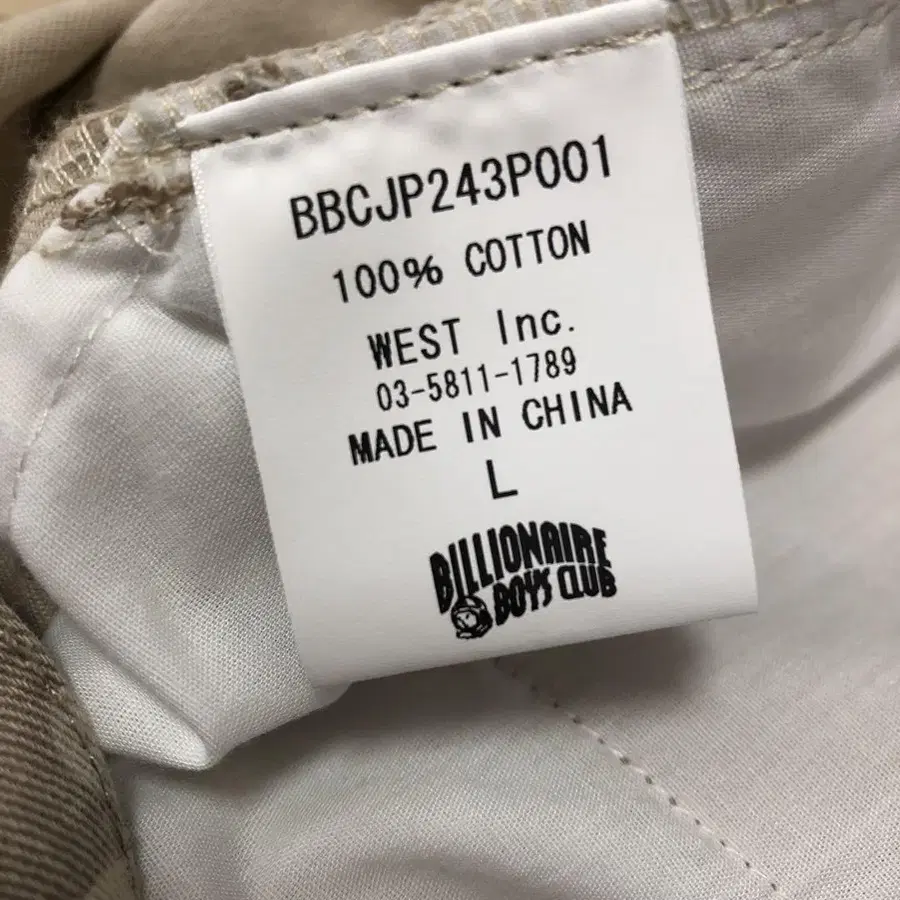 BBCJP243P001
100% COTTON
WEST Inc.
03-5811-1789
MADE IN CHINA
L
BILLIONAIRE
BOYS CLUB